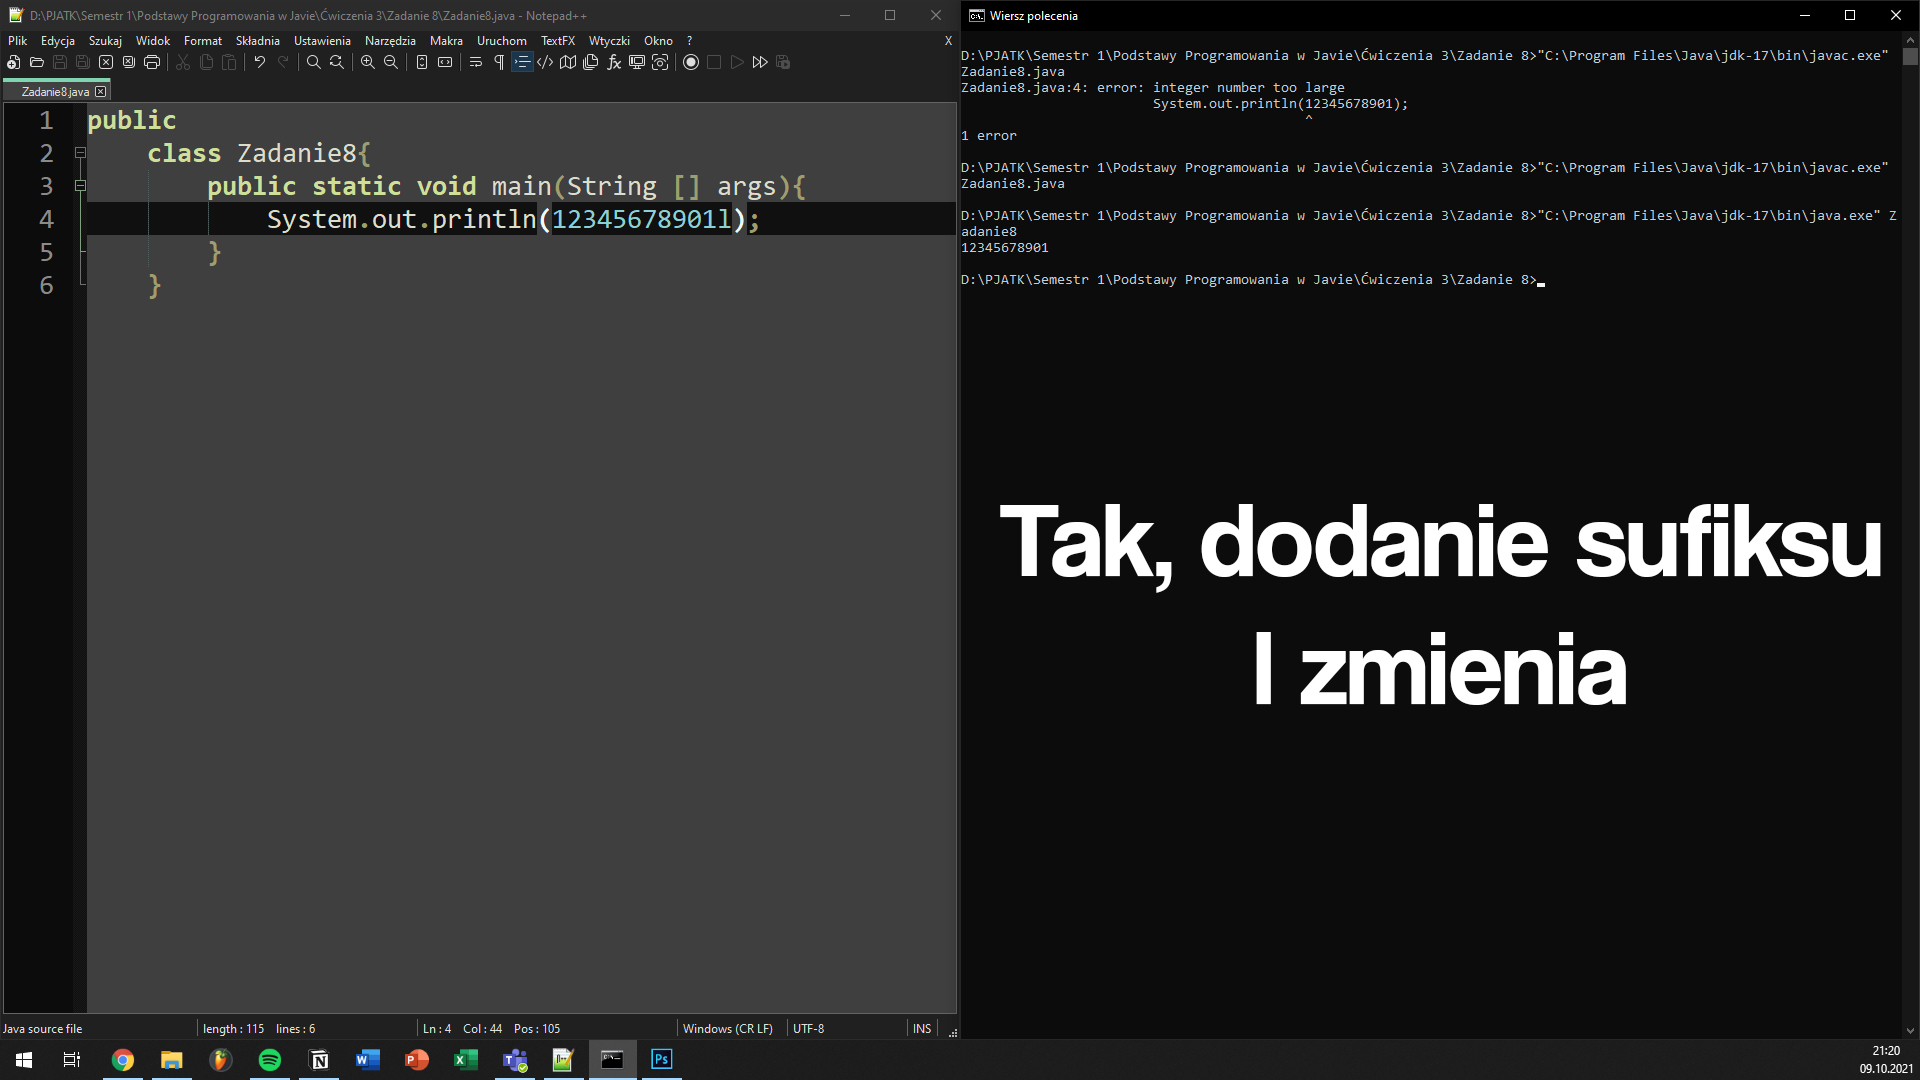 D:\PJATK\Semestr 1\Podstawy Programowania w Javie\Ćwiczenia 3\Zadanie 8\Zadanie8.java - Notepad++
Plik Edycja Szukaj Widok Format Składnia Ustawienia Narzędzia Makra Uruchom TextFX Wtyczki Okno ? X
Zadanie8.java
1 public
2 class Zadanie8{
3 public static void main(String [] args){
4 System.out.println(12345678901l);
5 }
6 }
Java source file length : 115 lines : 6 Ln : 4 Col : 44 Pos : 105 Windows (CR LF) UTF-8 INS
Wiersz polecenia
D:\PJATK\Semestr 1\Podstawy Programowania w Javie\Ćwiczenia 3\Zadanie 8>"C:\Program Files\Java\jdk-17\bin\javac.exe"
Zadanie8.java
Zadanie8.java:4: error: integer number too large
System.out.println(12345678901);
^
1 error
D:\PJATK\Semestr 1\Podstawy Programowania w Javie\Ćwiczenia 3\Zadanie 8>"C:\Program Files\Java\jdk-17\bin\javac.exe"
Zadanie8.java
D:\PJATK\Semestr 1\Podstawy Programowania w Javie\Ćwiczenia 3\Zadanie 8>"C:\Program Files\Java\jdk-17\bin\java.exe" Z
adanie8
12345678901
D:\PJATK\Semestr 1\Podstawy Programowania w Javie\Ćwiczenia 3\Zadanie 8>
Tak, dodanie sufiksu
l zmienia
21:20
09.10.2021